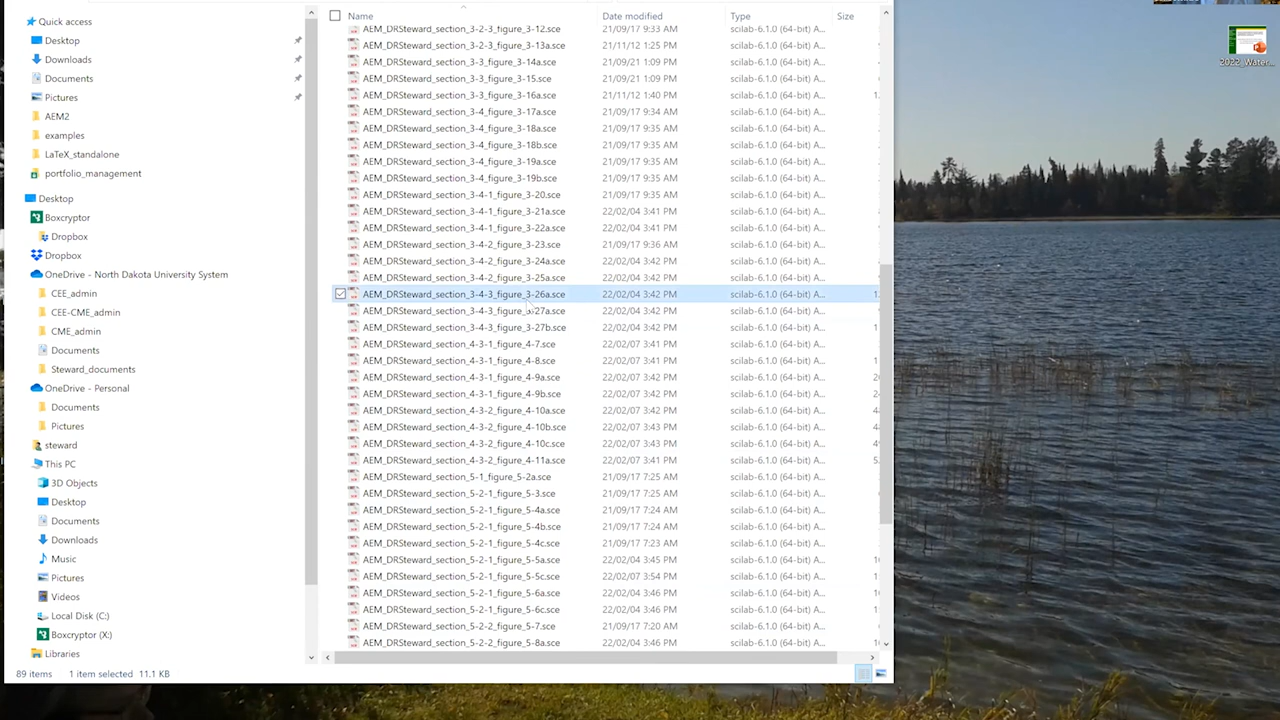 Quick access
Desktop
Downloads
Documents
Pictures
AEM2
examples
LaTeX_standalone
portfolio_management
Desktop
Boxcryptor
Dropbox
Dropbox
OneDrive - North Dakota University System
CEE_admin
CEE-CME_admin
CME_admin
Documents
Steward_documents
OneDrive - Personal
Documents
Pictures
steward
This PC
3D Objects
Desktop
Documents
Downloads
Music
Pictures
Videos
Local Disk (C:)
Boxcryptor (X:)
Libraries
Name Date modified Type Size
AEM_DRSteward_section_3-2-3_figure_3-12.sce 21/09/17 9:33 AM scilab-6.1.0 (64-bit) A...
AEM_DRSteward_section_3-2-3_figure_3-13a.sce 21/11/12 1:25 PM scilab-6.1.0 (64-bit) A...
AEM_DRSteward_section_3-3_figure_3-14a.sce 21/09/21 1:09 PM scilab-6.1.0 (64-bit) A...
AEM_DRSteward_section_3-3_figure_3-15.sce 21/09/21 1:09 PM scilab-6.1.0 (64-bit) A...
AEM_DRSteward_section_3-3_figure_3-16a.sce 21/11/12 1:40 PM scilab-6.1.0 (64-bit) A...
AEM_DRSteward_section_3-4_figure_3-17a.sce 21/09/17 9:34 AM scilab-6.1.0 (64-bit) A...
AEM_DRSteward_section_3-4_figure_3-18a.sce 21/09/17 9:35 AM scilab-6.1.0 (64-bit) A...
AEM_DRSteward_section_3-4_figure_3-18b.sce 21/09/17 9:35 AM scilab-6.1.0 (64-bit) A...
AEM_DRSteward_section_3-4_figure_3-19a.sce 21/09/17 9:35 AM scilab-6.1.0 (64-bit) A...
AEM_DRSteward_section_3-4_figure_3-19b.sce 21/09/17 9:35 AM scilab-6.1.0 (64-bit) A...
AEM_DRSteward_section_3-4-1_figure_3-20.sce 21/09/17 9:35 AM scilab-6.1.0 (64-bit) A...
AEM_DRSteward_section_3-4-1_figure_3-21a.sce 22/02/04 3:41 PM scilab-6.1.0 (64-bit) A...
AEM_DRSteward_section_3-4-1_figure_3-22a.sce 22/02/04 3:41 PM scilab-6.1.0 (64-bit) A...
AEM_DRSteward_section_3-4-2_figure_3-23.sce 21/09/17 9:36 AM scilab-6.1.0 (64-bit) A...
AEM_DRSteward_section_3-4-2_figure_3-24a.sce 22/02/04 3:42 PM scilab-6.1.0 (64-bit) A...
AEM_DRSteward_section_3-4-2_figure_3-25a.sce 22/02/04 3:42 PM scilab-6.1.0 (64-bit) A...
AEM_DRSteward_section_3-4-3_figure_3-26a.sce 22/02/04 3:42 PM scilab-6.1.0 (64-bit) A...
AEM_DRSteward_section_3-4-3_figure_3-27a.sce 22/02/04 3:42 PM scilab-6.1.0 (64-bit) A...
AEM_DRSteward_section_3-4-3_figure_3-27b.sce 22/02/04 3:42 PM scilab-6.1.0 (64-bit) A...
AEM_DRSteward_section_4-3-1_figure_4-7.sce 22/02/07 3:41 PM scilab-6.1.0 (64-bit) A...
AEM_DRSteward_section_4-3-1_figure_4-8.sce 22/02/07 3:41 PM scilab-6.1.0 (64-bit) A...
AEM_DRSteward_section_4-3-1_figure_4-9a.sce 22/02/07 3:42 PM scilab-6.1.0 (64-bit) A...
AEM_DRSteward_section_4-3-1_figure_4-9b.sce 22/02/07 3:42 PM scilab-6.1.0 (64-bit) A...
AEM_DRSteward_section_4-3-2_figure_4-10a.sce 22/02/07 3:42 PM scilab-6.1.0 (64-bit) A...
AEM_DRSteward_section_4-3-2_figure_4-10b.sce 22/02/07 3:43 PM scilab-6.1.0 (64-bit) A...
AEM_DRSteward_section_4-3-2_figure_4-10c.sce 22/02/07 3:43 PM scilab-6.1.0 (64-bit) A...
AEM_DRSteward_section_4-3-2_figure_4-11a.sce 22/02/07 3:43 PM scilab-6.1.0 (64-bit) A...
AEM_DRSteward_section_5-1_figure_5-2a.sce 21/09/17 7:25 AM scilab-6.1.0 (64-bit) A...
AEM_DRSteward_section_5-2-1_figure_5-3.sce 21/09/17 7:25 AM scilab-6.1.0 (64-bit) A...
AEM_DRSteward_section_5-2-1_figure_5-4a.sce 21/09/17 7:24 AM scilab-6.1.0 (64-bit) A...
AEM_DRSteward_section_5-2-1_figure_5-4b.sce 21/09/17 7:24 AM scilab-6.1.0 (64-bit) A...
AEM_DRSteward_section_5-2-1_figure_5-4c.sce 21/09/17 7:23 AM scilab-6.1.0 (64-bit) A...
AEM_DRSteward_section_5-2-1_figure_5-5a.sce 22/02/04 3:45 PM scilab-6.1.0 (64-bit) A...
AEM_DRSteward_section_5-2-1_figure_5-5c.sce 22/02/07 3:54 PM scilab-6.1.0 (64-bit) A...
AEM_DRSteward_section_5-2-1_figure_5-6a.sce 22/02/04 3:46 PM scilab-6.1.0 (64-bit) A...
AEM_DRSteward_section_5-2-1_figure_5-6c.sce 22/02/04 3:46 PM scilab-6.1.0 (64-bit) A...
AEM_DRSteward_section_5-2-2_figure_5-7.sce 21/09/17 7:20 AM scilab-6.1.0 (64-bit) A...
AEM_DRSteward_section_5-2-2_figure_5-8a.sce 22/02/04 3:46 PM scilab-6.1.0 (64-bit) A...
89 items 1 item selected 11.1 KB
2022_Water...